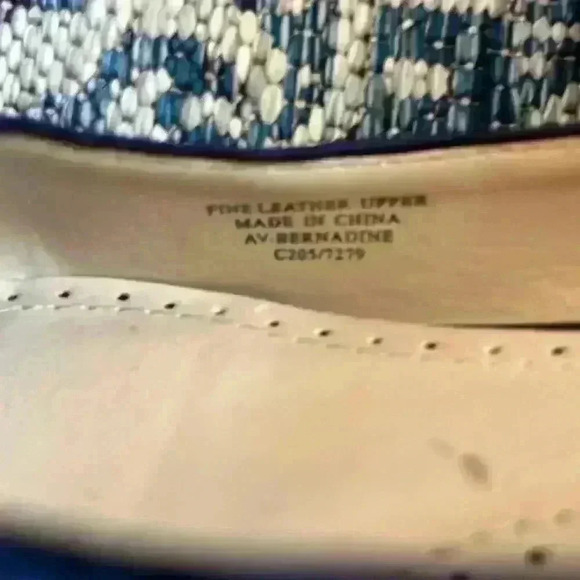 FINE LEATHER UPPER
MADE IN CHINA
AV-BERNADINE
C205/7279